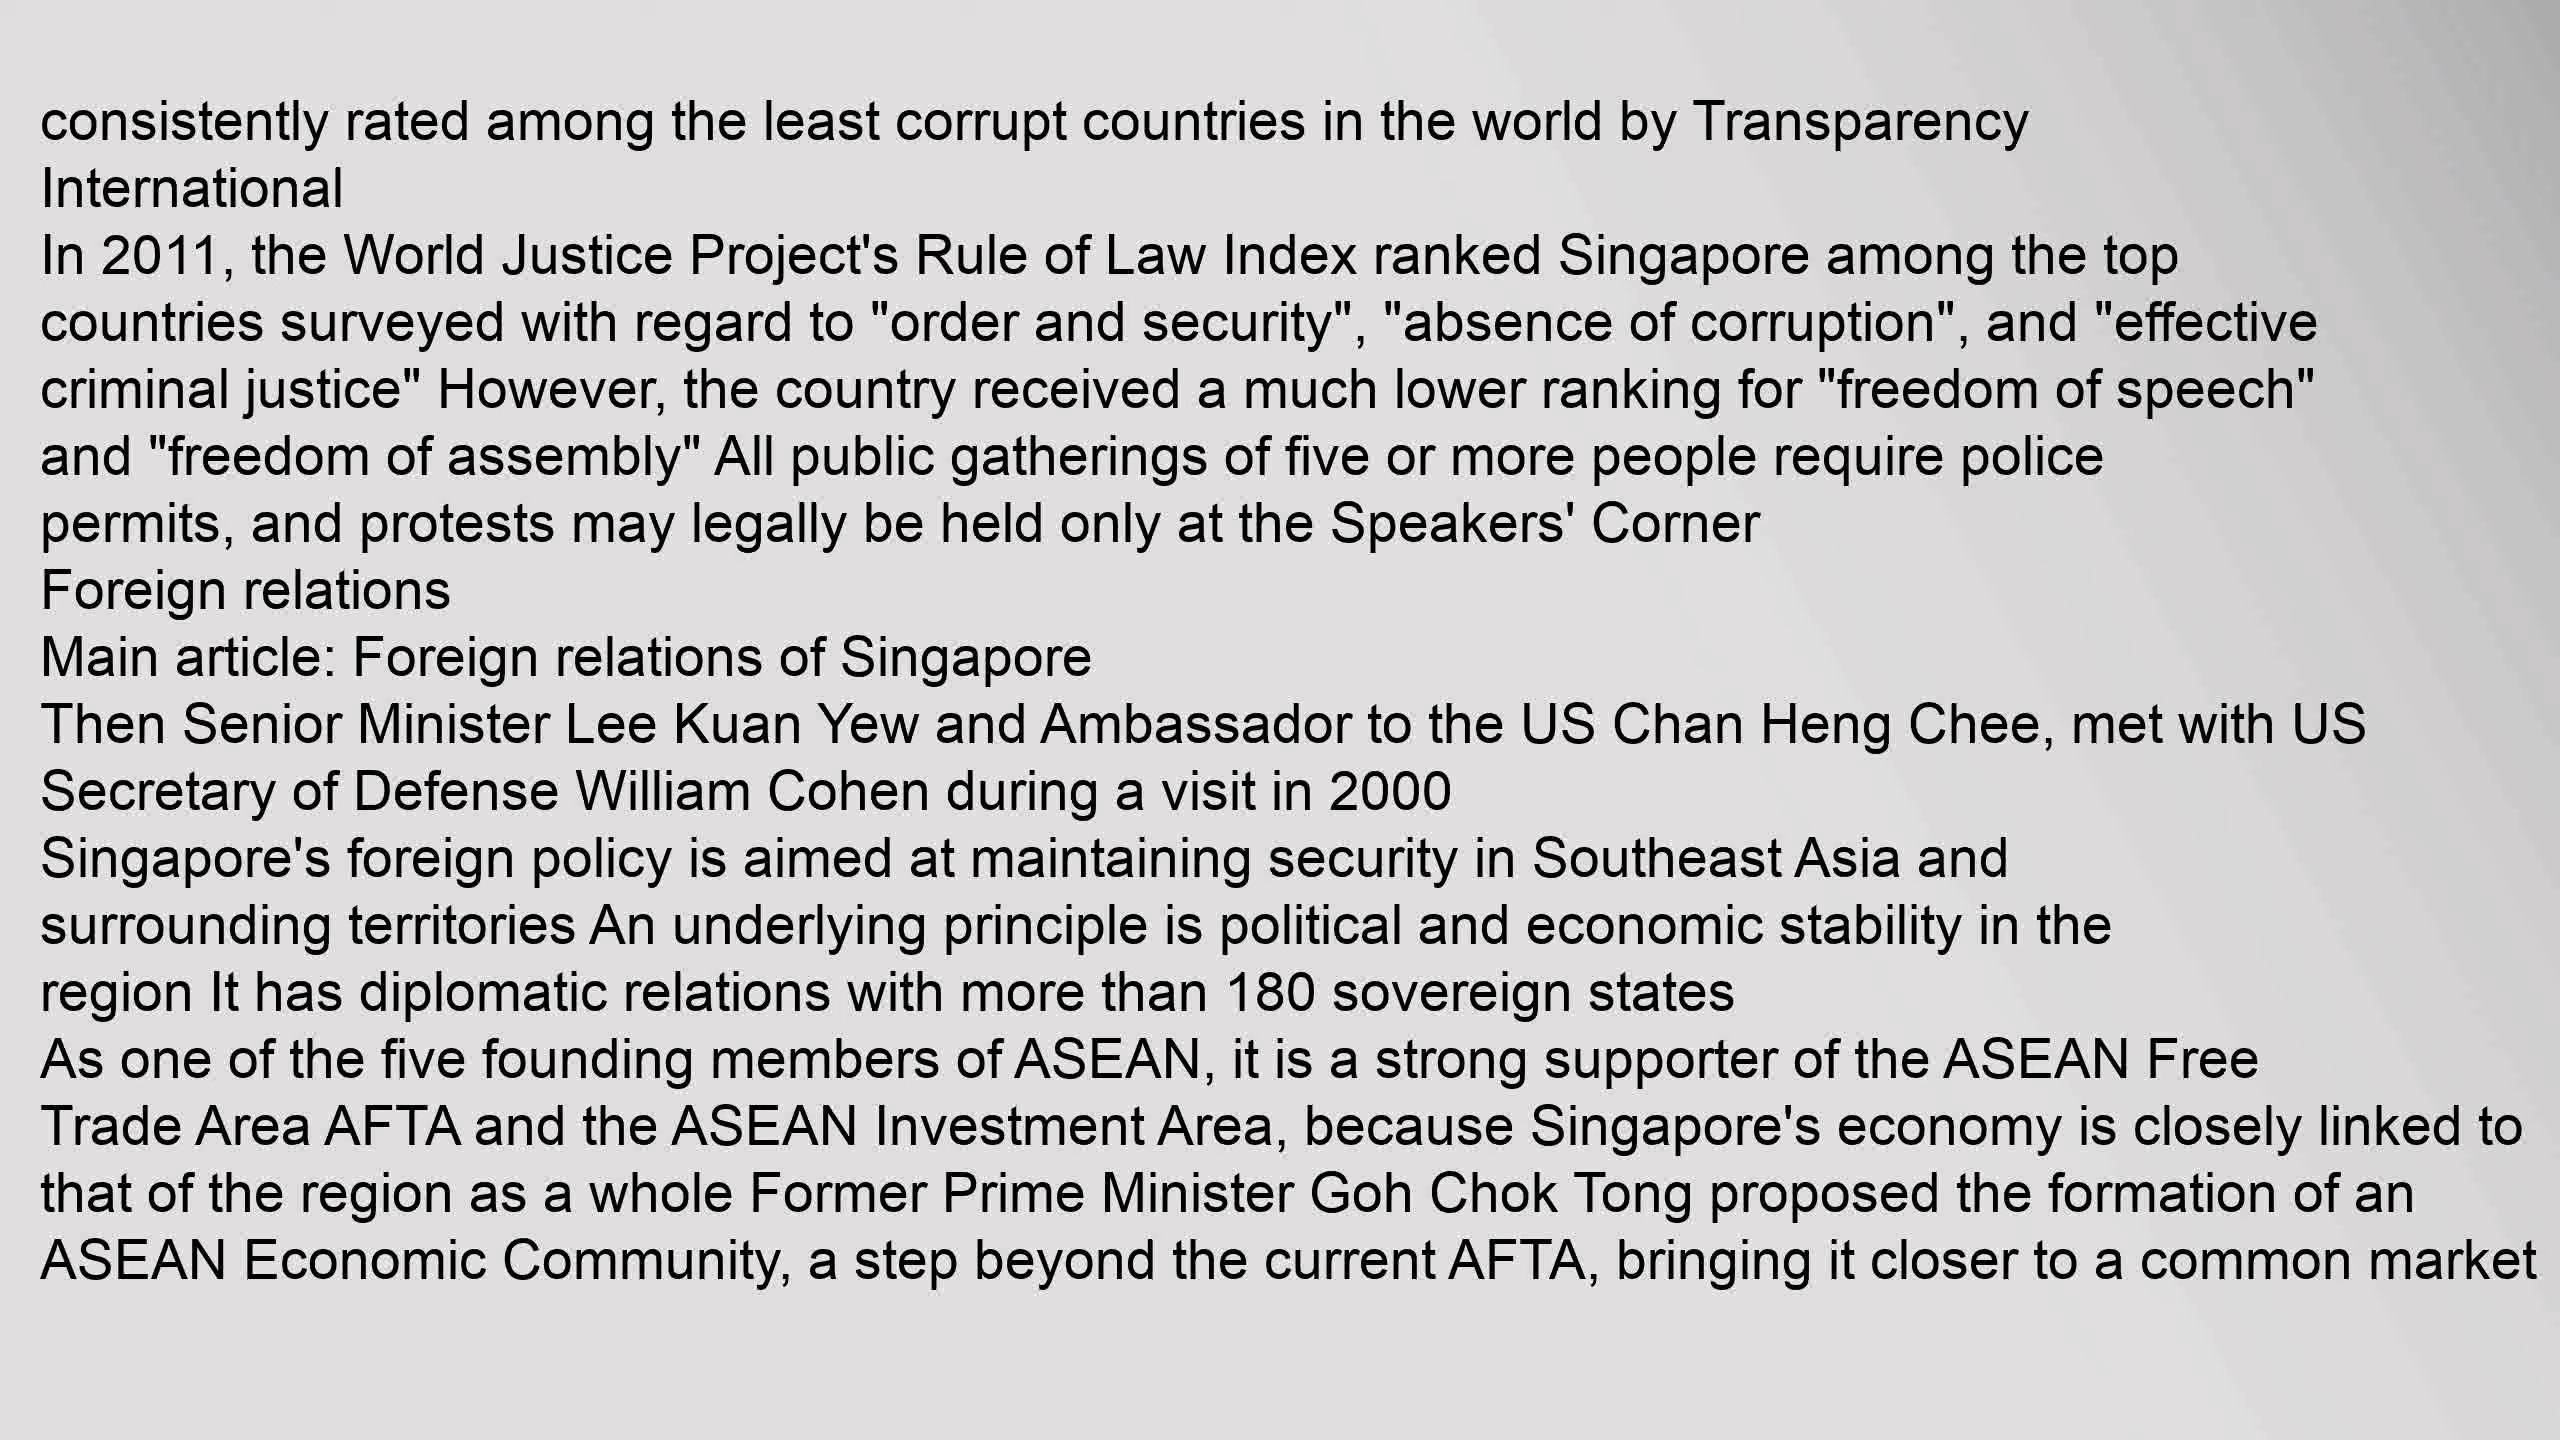 consistently rated among the least corrupt countries in the world by Transparency
International
In 2011, the World Justice Project's Rule of Law Index ranked Singapore among the top
countries surveyed with regard to "order and security", "absence of corruption", and "effective
criminal justice" However, the country received a much lower ranking for "freedom of speech"
and "freedom of assembly" All public gatherings of five or more people require police
permits, and protests may legally be held only at the Speakers' Corner
Foreign relations
Main article: Foreign relations of Singapore
Then Senior Minister Lee Kuan Yew and Ambassador to the US Chan Heng Chee, met with US
Secretary of Defense William Cohen during a visit in 2000
Singapore's foreign policy is aimed at maintaining security in Southeast Asia and
surrounding territories An underlying principle is political and economic stability in the
region It has diplomatic relations with more than 180 sovereign states
As one of the five founding members of ASEAN, it is a strong supporter of the ASEAN Free
Trade Area AFTA and the ASEAN Investment Area, because Singapore's economy is closely linked to
that of the region as a whole Former Prime Minister Goh Chok Tong proposed the formation of an
ASEAN Economic Community, a step beyond the current AFTA, bringing it closer to a common market